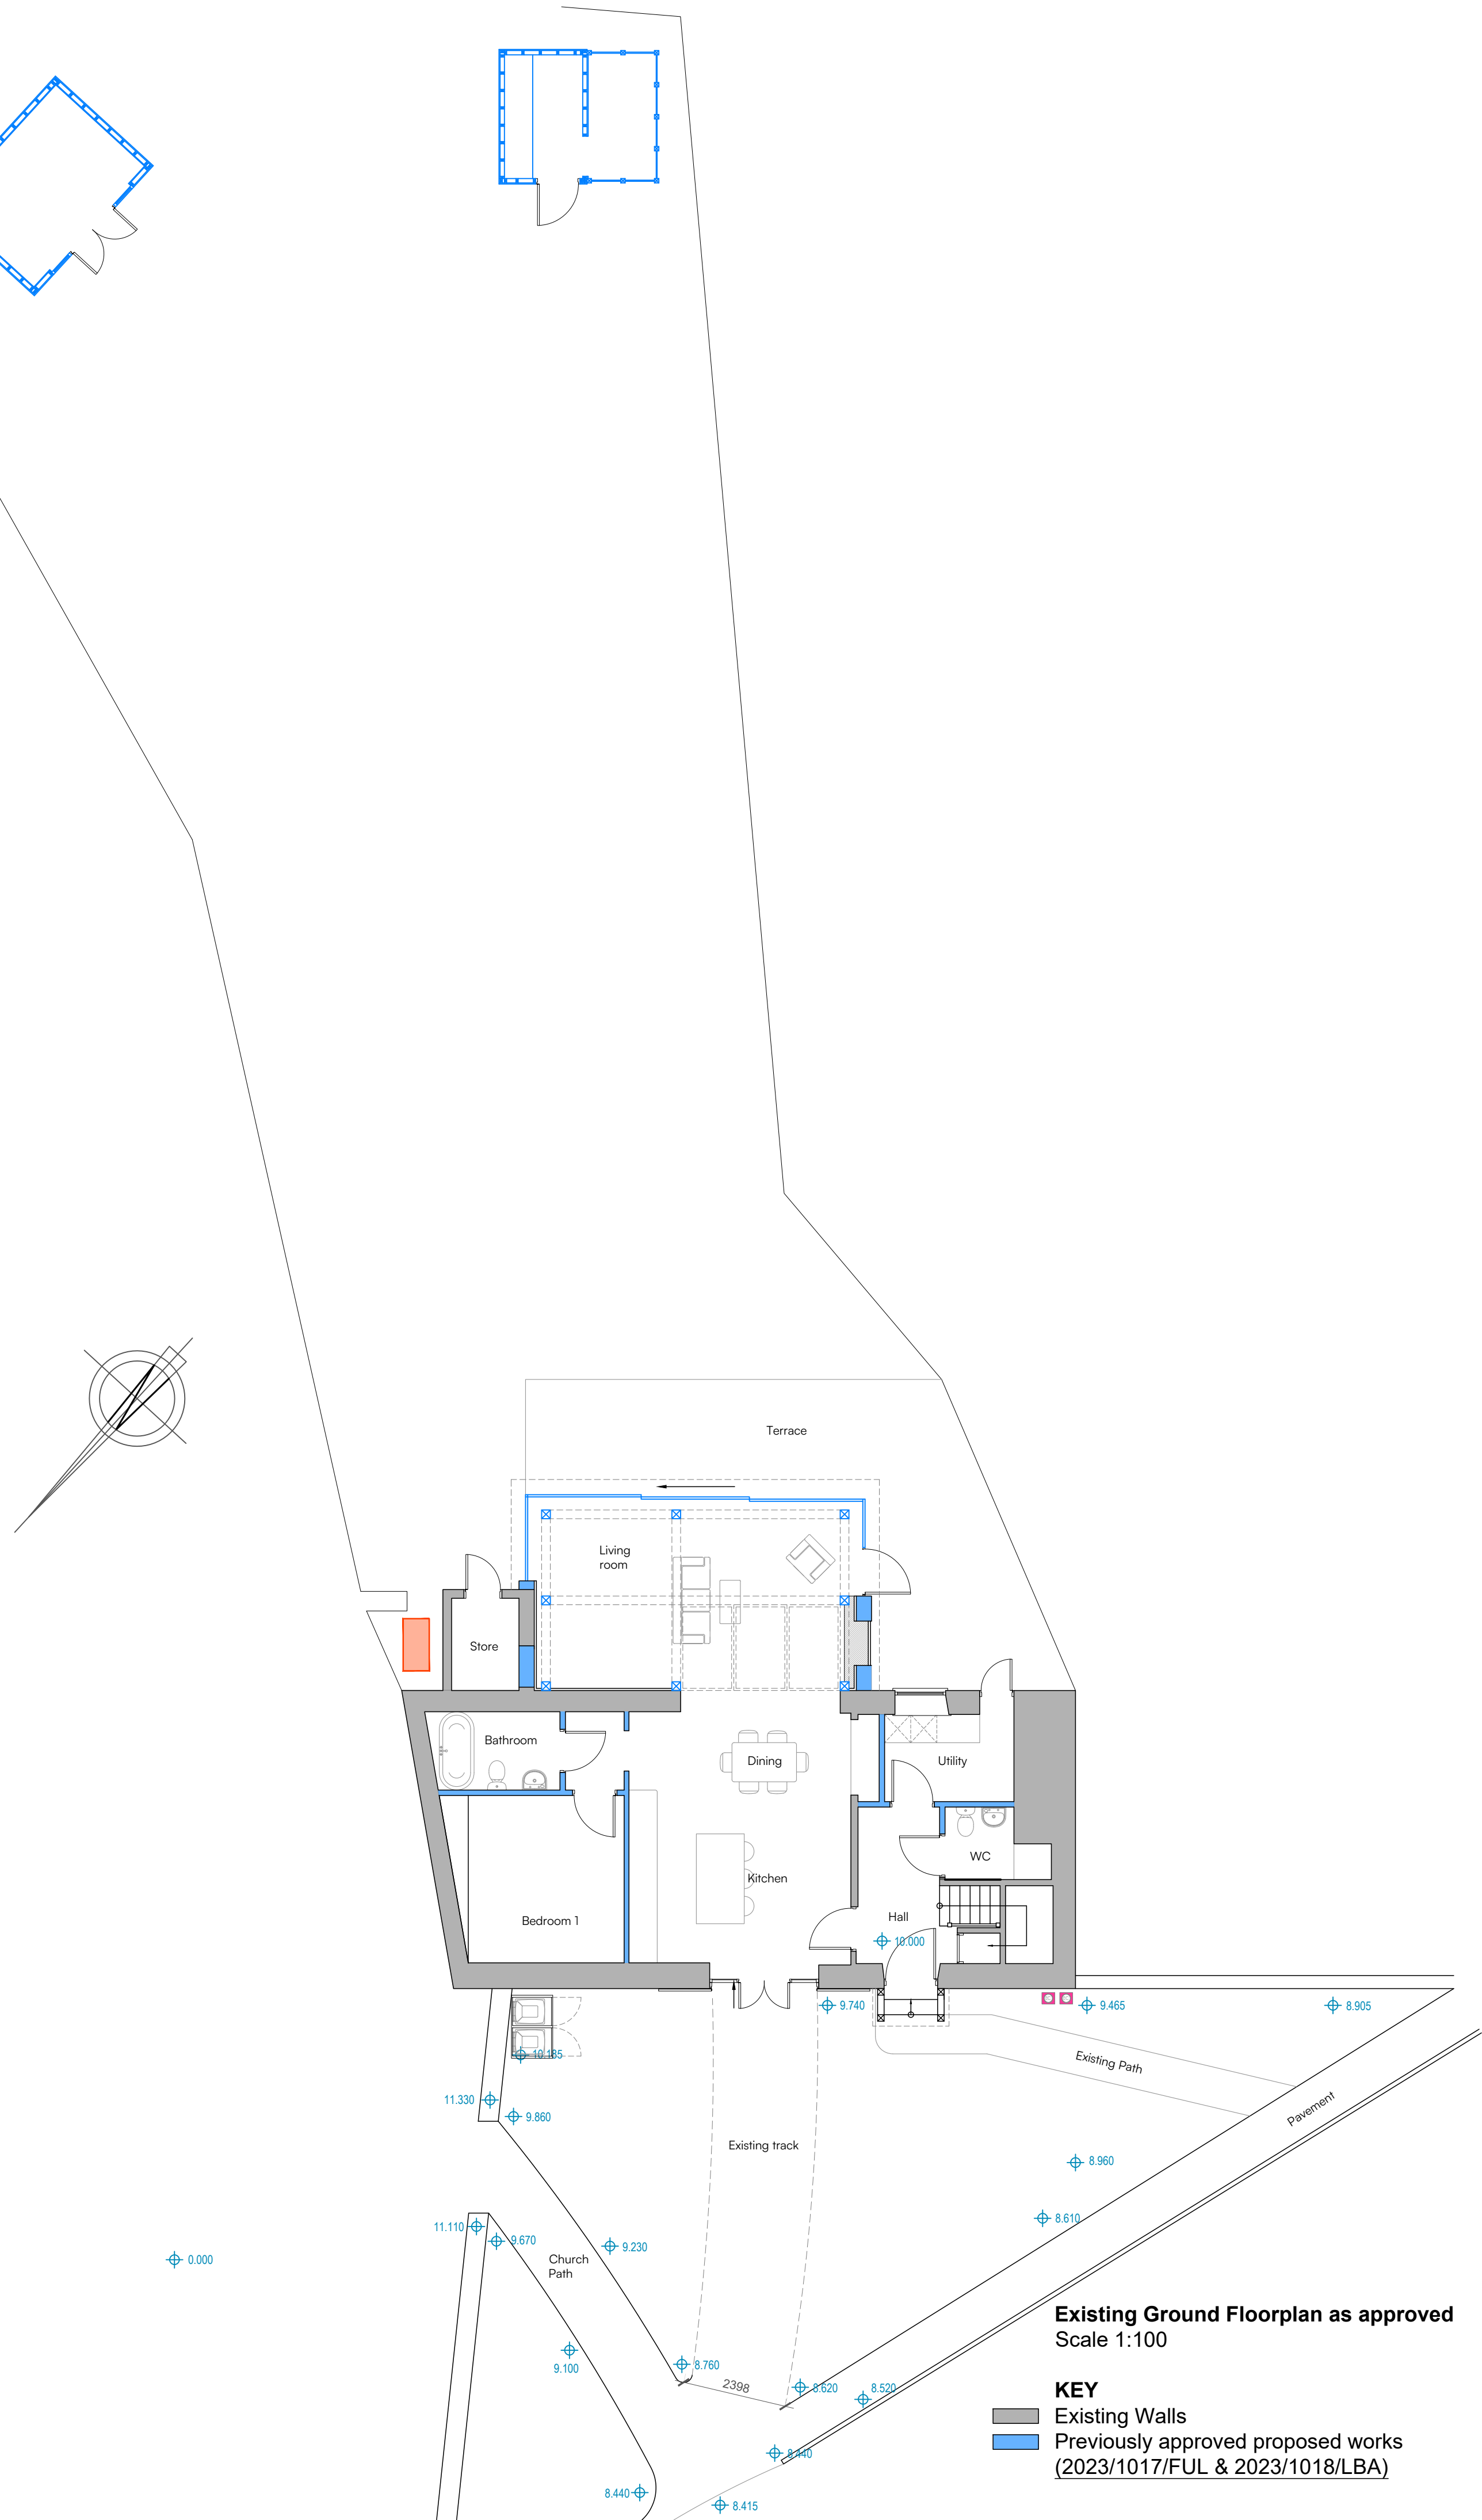 Terrace
Living
room
Store
Bathroom
Dining
Utility
Kitchen
WC
Bedroom 1
Hall
10.000
9.740
9.465
8.905
10.185
Existing Path
11.330
9.860
Pavement
Existing track
8.960
8.610
11.110
9.670
9.230
Church
Path
0.000
Existing Ground Floorplan as approved
Scale 1:100
9.100
8.760
2398
8.620
8.520
KEY
Existing Walls
Previously approved proposed works
(2023/1017/FUL & 2023/1018/LBA)
8.440
8.440
8.415